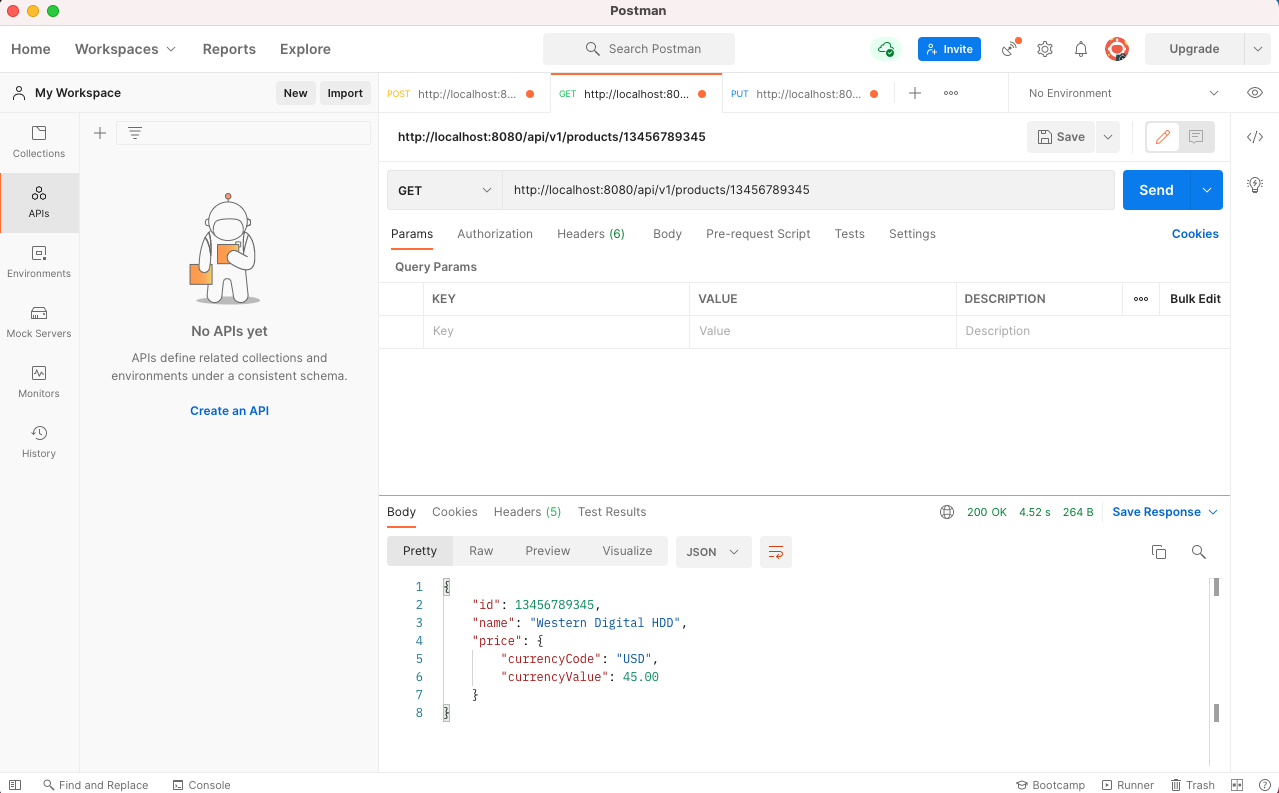 Postman
Home Workspaces Reports Explore Search Postman Invite Upgrade
My Workspace New Import
POST http://localhost:8... GET http://localhost:80... PUT http://localhost:80... No Environment
Collections
APIs
Environments
Mock Servers
Monitors
History
No APIs yet
APIs define related collections and
environments under a consistent schema.
Create an API
http://localhost:8080/api/v1/products/13456789345 Save
GET http://localhost:8080/api/v1/products/13456789345 Send
Params Authorization Headers (6) Body Pre-request Script Tests Settings Cookies
Query Params
KEY VALUE DESCRIPTION Bulk Edit
Key Value Description
Body Cookies Headers (5) Test Results 200 OK 4.52 s 264 B Save Response
Pretty Raw Preview Visualize JSON
1 {
2 "id": 13456789345,
3 "name": "Western Digital HDD",
4 "price": {
5 "currencyCode": "USD",
6 "currencyValue": 45.00
7 }
8 }
Find and Replace Console Bootcamp Runner Trash